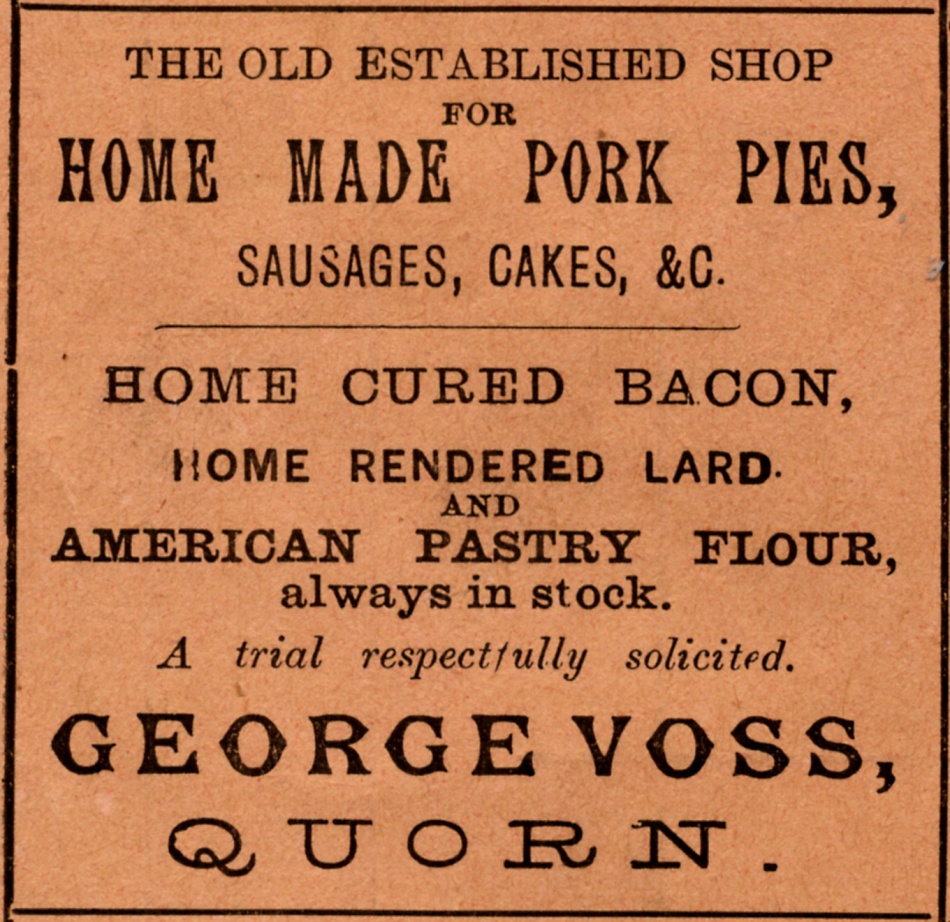 THE OLD ESTABLISHED SHOP
FOR
HOME MADE PORK PIES,
SAUSAGES, CAKES, &C.
HOME CURED BACON,
HOME RENDERED LARD.
AND
AMERICAN PASTRY FLOUR,
always in stock.
A trial respectfully solicited.
GEORGE VOSS,
QUORN.